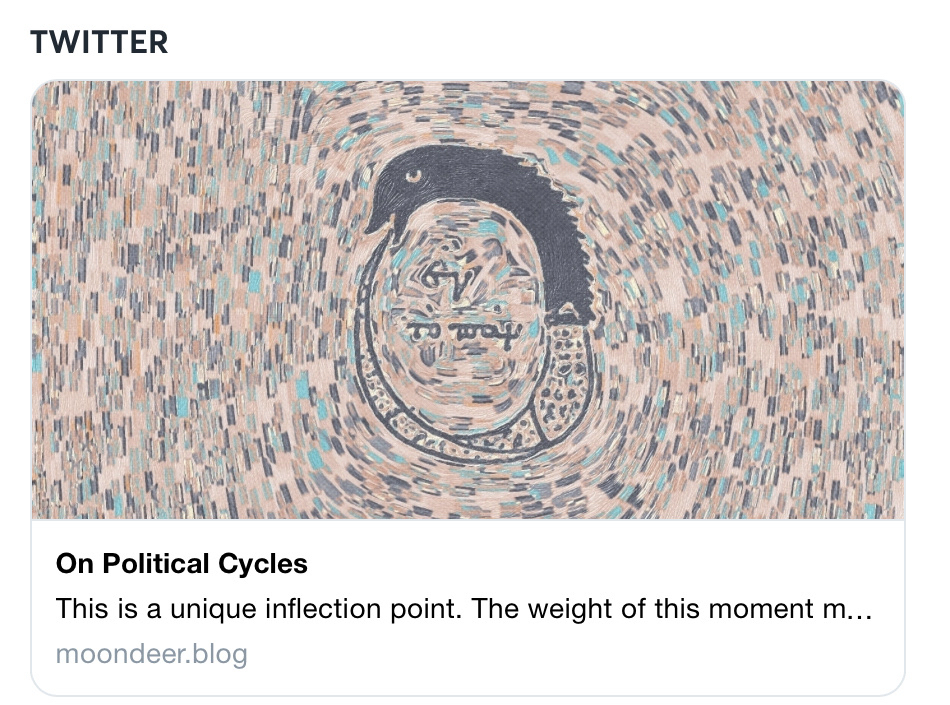 TWITTER
On Political Cycles
This is a unique inflection point. The weight of this moment m…
moondeer.blog